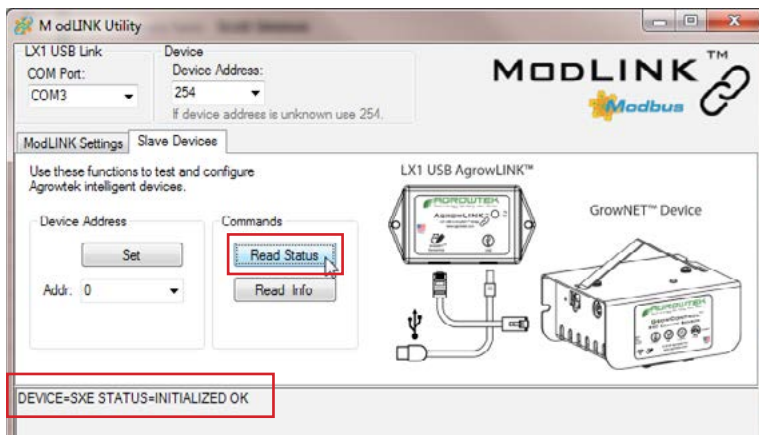 ModLINK Utility
LX1 USB Link
COM Port:
COM3
Device
Device Address:
254
If device address is unknown use 254.
MODLINK™
Modbus
ModLINK Settings
Slave Devices
Use these functions to test and configure
Agrowtek intelligent devices.
Device Address
Set
Addr: 0
Commands
Read Status
Read Info
LX1 USB AgrowLINK™
AGROWTEK
AGROWLINK
GrowNET™ Device
AGROWTEK
GROWCONTROL
DEVICE=SXE STATUS=INITIALIZED OK